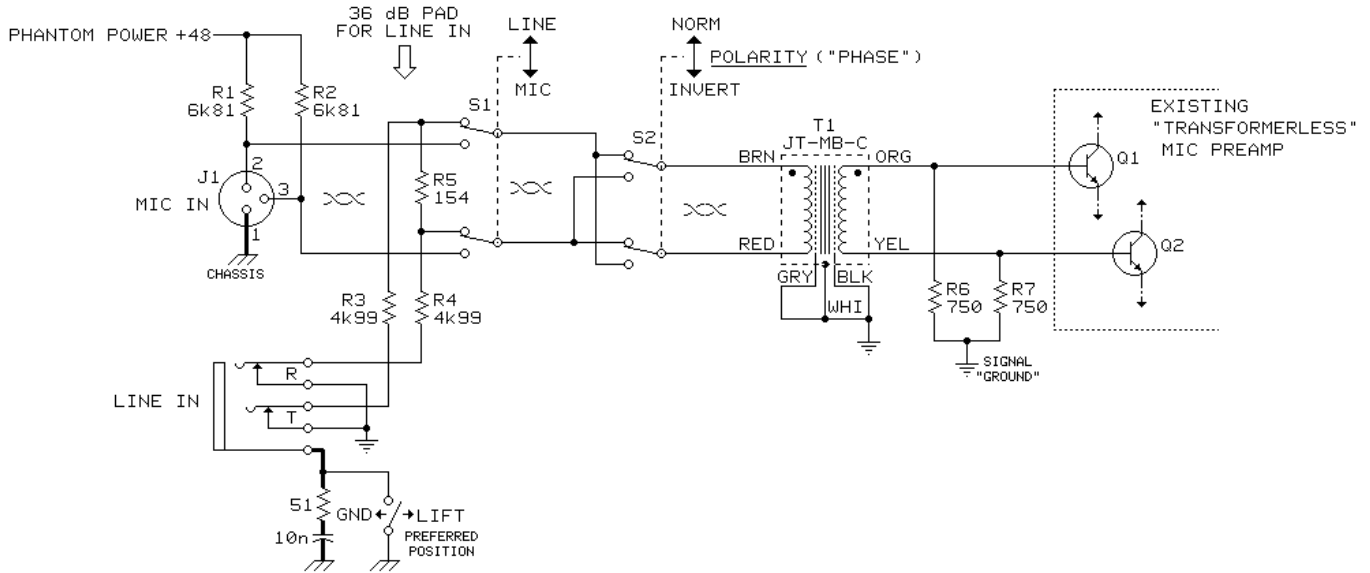 36 dB PAD
FOR LINE IN
PHANTOM POWER +48
LINE
MIC
NORM
POLARITY ("PHASE")
INVERT
R1
6k81
R2
6k81
S1
S2
T1
JT-MB-C
EXISTING
"TRANSFORMERLESS"
MIC PREAMP
BRN
ORG
Q1
2
J1
3
MIC IN
1
CHASSIS
R5
154
RED
YEL
Q2
GRY
BLK
WHI
R3
4k99
R4
4k99
R6
750
R7
750
SIGNAL
"GROUND"
R
LINE IN
T
51
10n
GND
LIFT
PREFERRED
POSITION